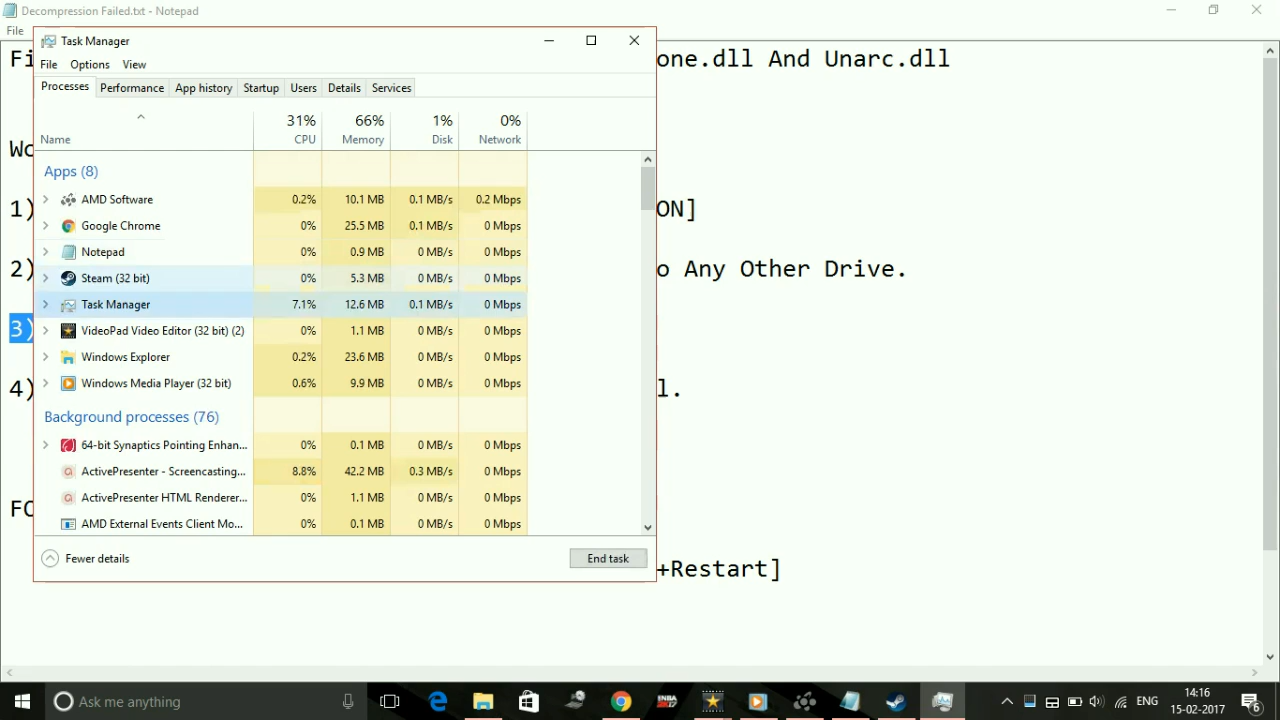 Decompression Failed.txt - Notepad
File
Task Manager
File Options View
Processes Performance App history Startup Users Details Services
31% 66% 1% 0%
Name CPU Memory Disk Network
Apps (8)
AMD Software 0.2% 10.1 MB 0.1 MB/s 0.2 Mbps
Google Chrome 0% 25.5 MB 0.1 MB/s 0 Mbps
Notepad 0% 0.9 MB 0 MB/s 0 Mbps
Steam (32 bit) 0% 5.3 MB 0 MB/s 0 Mbps
Task Manager 7.1% 12.6 MB 0.1 MB/s 0 Mbps
VideoPad Video Editor (32 bit) (2) 0% 1.1 MB 0 MB/s 0 Mbps
Windows Explorer 0.2% 23.6 MB 0 MB/s 0 Mbps
Windows Media Player (32 bit) 0.6% 9.9 MB 0 MB/s 0 Mbps
Background processes (76)
64-bit Synaptics Pointing Enhan... 0% 0.1 MB 0 MB/s 0 Mbps
ActivePresenter - Screencasting... 8.8% 42.2 MB 0.3 MB/s 0 Mbps
ActivePresenter HTML Renderer... 0% 1.1 MB 0 MB/s 0 Mbps
AMD External Events Client Mo... 0% 0.1 MB 0 MB/s 0 Mbps
Fewer details End task
one.dll And Unarc.dll
1) ON]
2) o Any Other Drive.
3)
4) l.
+Restart]
Ask me anything
ENG
14:16
15-02-2017
6